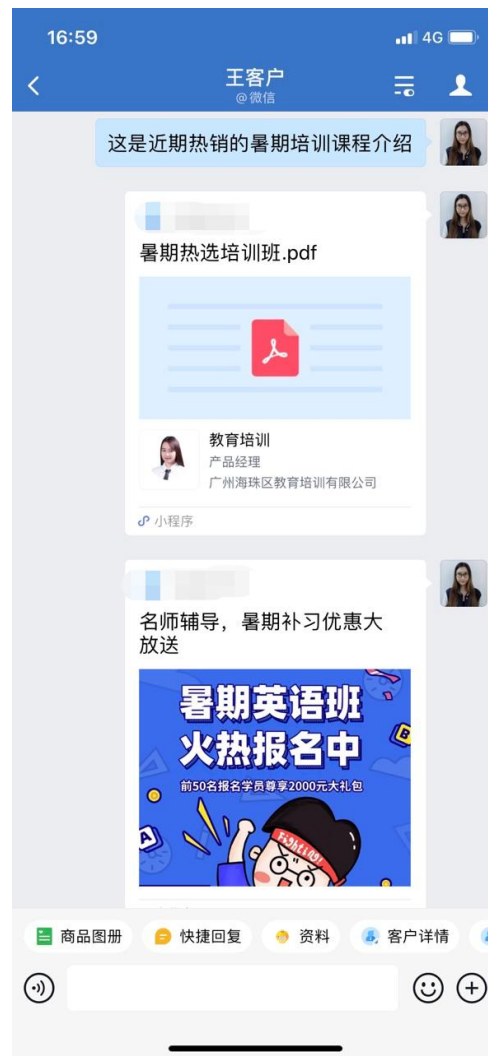 16:59
4G
王客户
@微信
这是近期热销的暑期培训课程介绍
暑期热选培训班.pdf
教育培训
产品经理
广州海珠区教育培训有限公司
小程序
名师辅导，暑期补习优惠大
放送
暑期英语班
火热报名中
前50名报名学员尊享2000元大礼包
B
A
Fighting!
商品图册
快捷回复
资料
客户详情